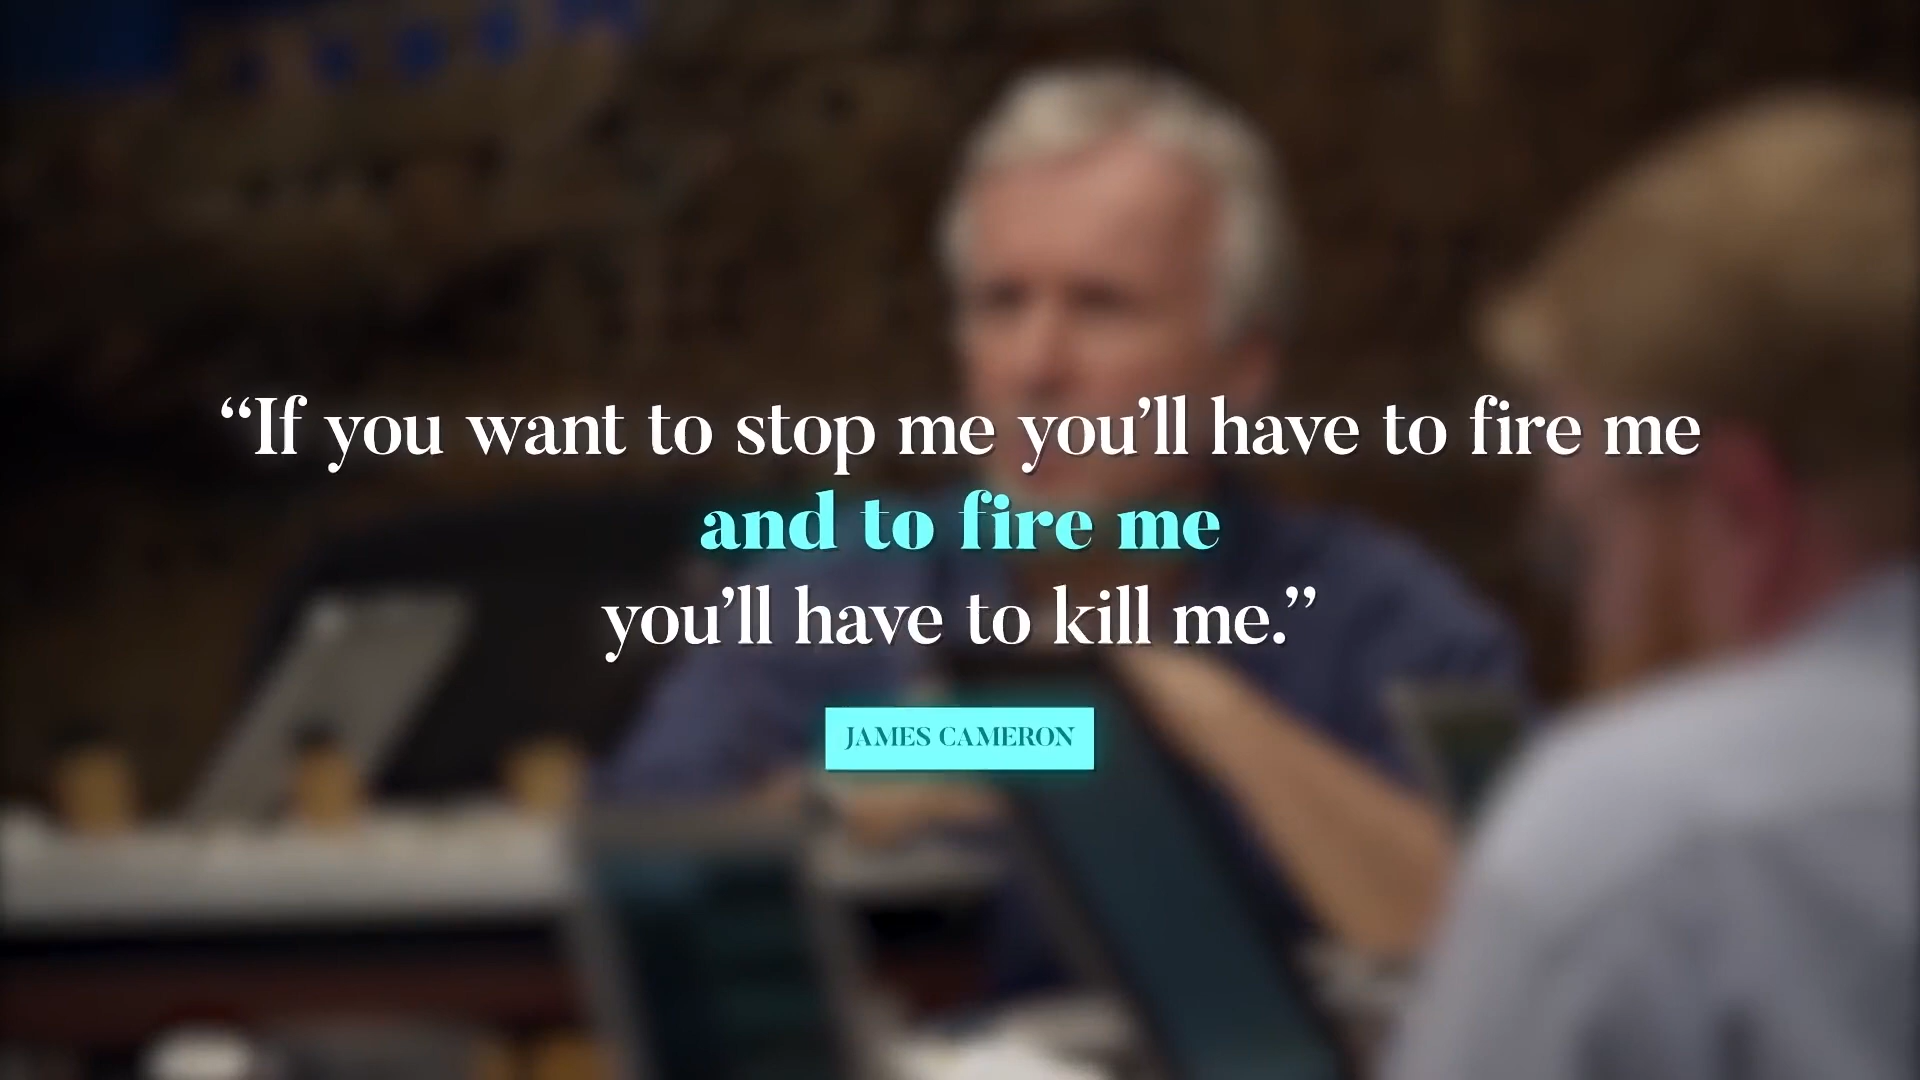 “If you want to stop me you’ll have to fire me
and to fire me
you’ll have to kill me.”
JAMES CAMERON